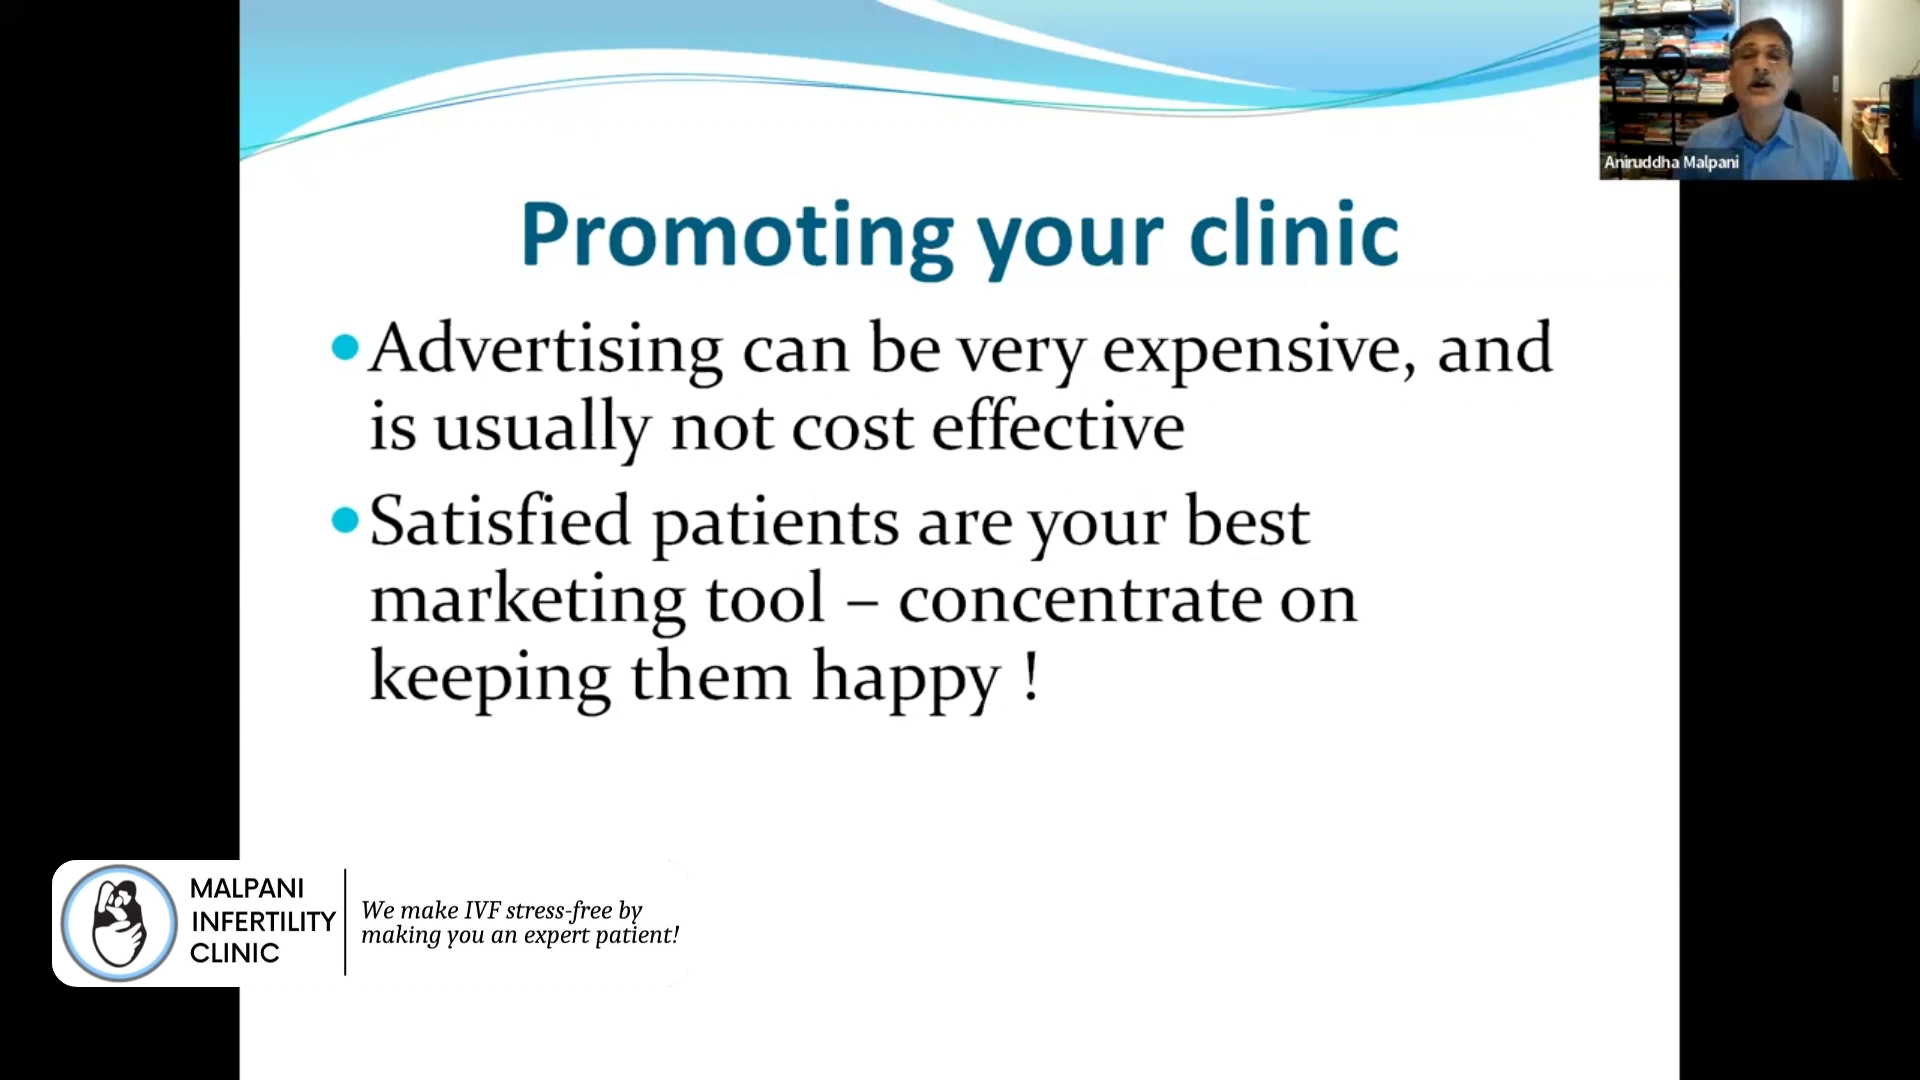 Aniruddha Malpani
Promoting your clinic
Advertising can be very expensive, and
is usually not cost effective
Satisfied patients are your best
marketing tool – concentrate on
keeping them happy !
MALPANI
INFERTILITY
CLINIC
We make IVF stress-free by
making you an expert patient!